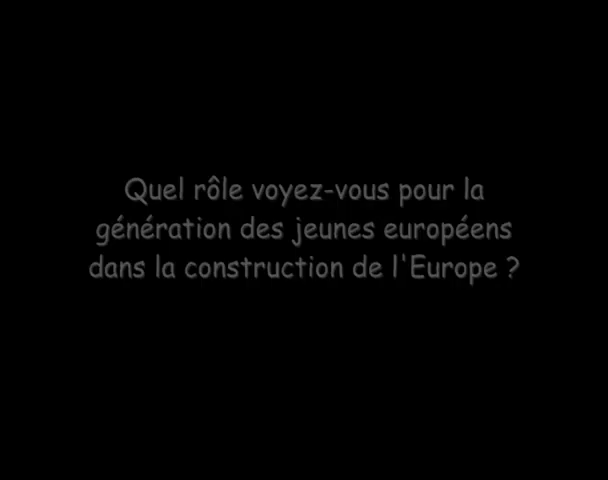 Quel rôle voyez-vous pour la
génération des jeunes européens
dans la construction de l'Europe ?